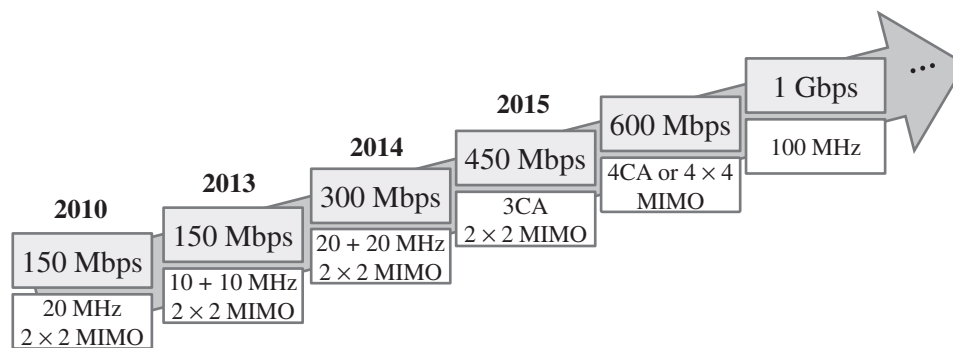 2010
150 Mbps
20 MHz
2 × 2 MIMO
2013
150 Mbps
10 + 10 MHz
2 × 2 MIMO
2014
300 Mbps
20 + 20 MHz
2 × 2 MIMO
2015
450 Mbps
3CA
2 × 2 MIMO
600 Mbps
4CA or 4 × 4
MIMO
1 Gbps
100 MHz
...